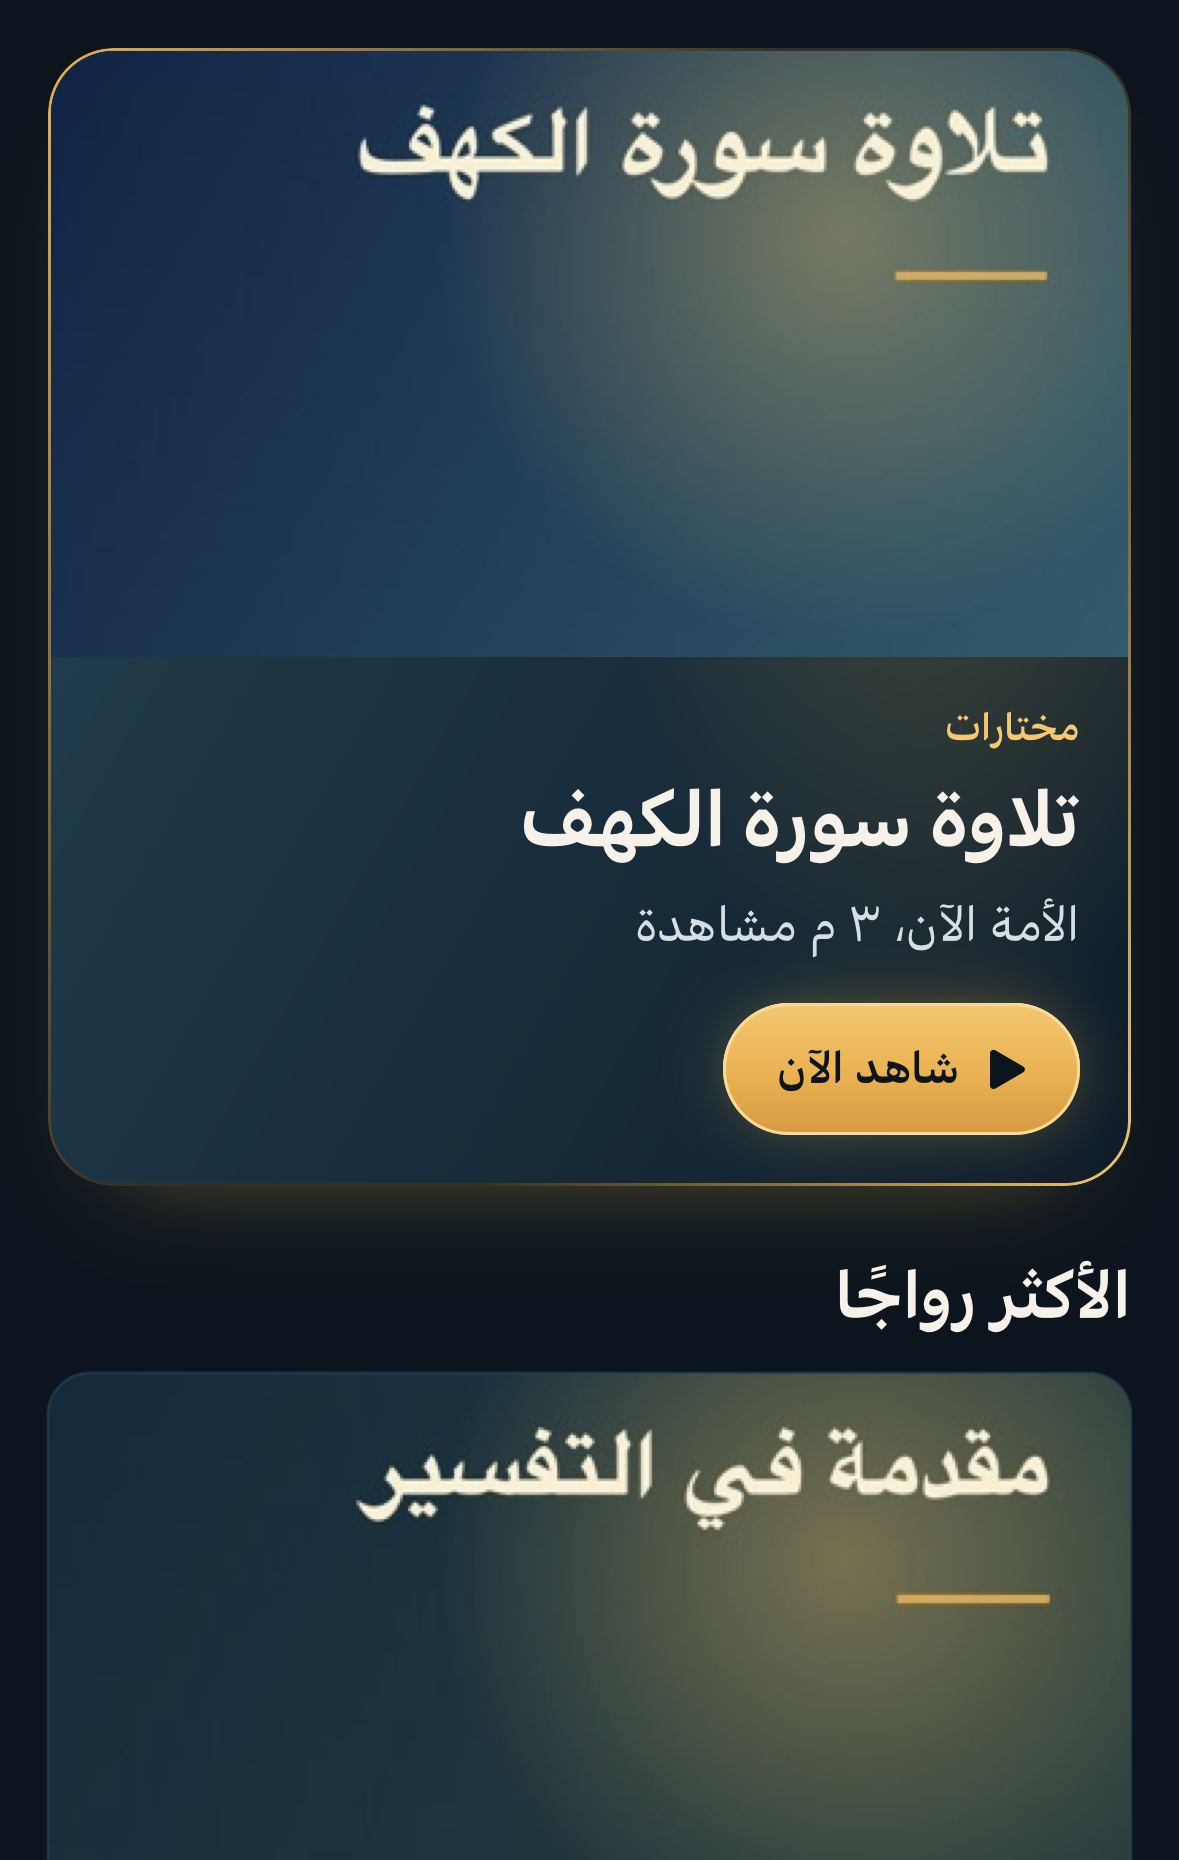 تلاوة سورة الكهف
مختارات
تلاوة سورة الكهف
الأمة الآن، ٣ م مشاهدة
شاهد الآن
الأكثر رواجًا
مقدمة في التفسير